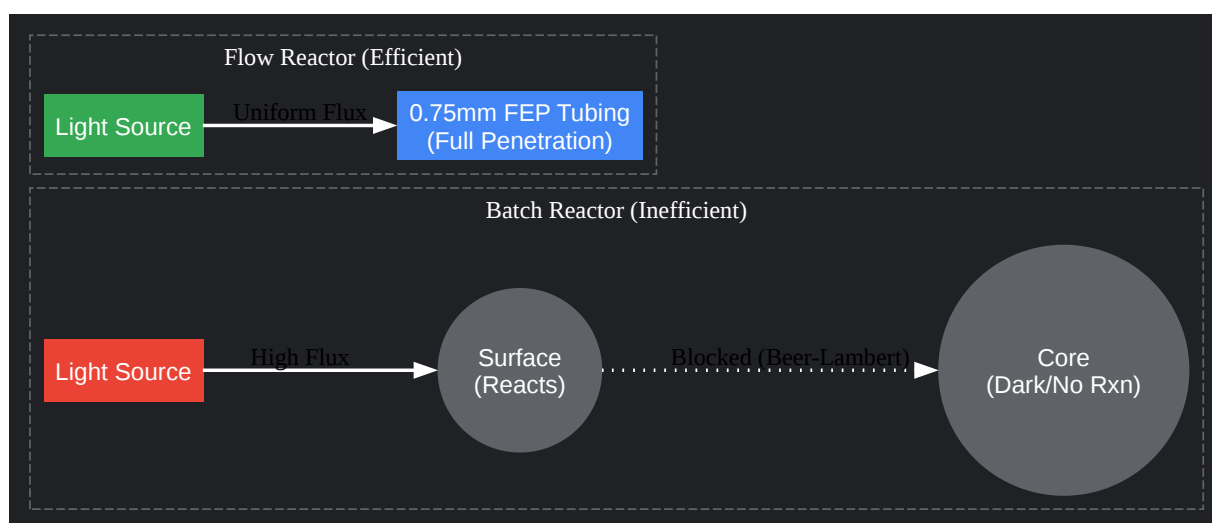 Flow Reactor (Efficient)
Light Source
Uniform Flux
0.75mm FEP Tubing
(Full Penetration)
Batch Reactor (Inefficient)
Light Source
High Flux
Surface
(Reacts)
Blocked (Beer-Lambert)
Core
(Dark/No Rxn)